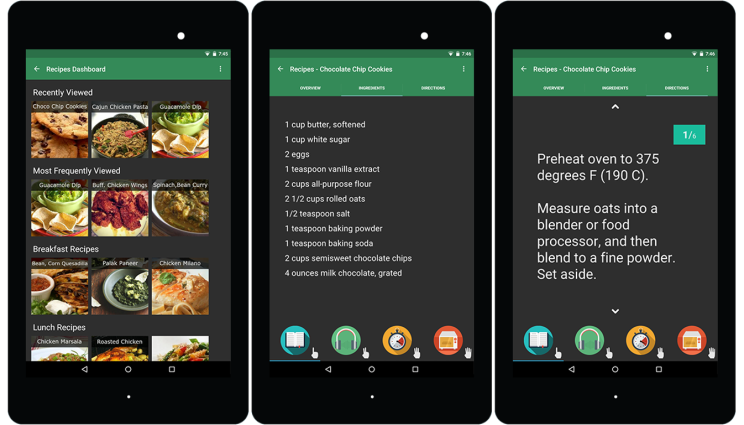 7:45
Recipes Dashboard
Recently Viewed
Choco Chip Cookies
Cajun Chicken Pasta
Guacamole Dip
Most Frequently Viewed
Guacamole Dip
Buff. Chicken Wings
Spinach,Bean Curry
Breakfast Recipes
Bean, Corn Quesadilla
Palak Paneer
Chicken Milano
Lunch Recipes
Chicken Marsala
Roasted Chicken
7:46
Recipes - Chocolate Chip Cookies
OVERVIEW
INGREDIENTS
DIRECTIONS
1 cup butter, softened
1 cup white sugar
2 eggs
1 teaspoon vanilla extract
2 cups all-purpose flour
2 1/2 cups rolled oats
1/2 teaspoon salt
1 teaspoon baking powder
1 teaspoon baking soda
2 cups semisweet chocolate chips
4 ounces milk chocolate, grated
7:46
Recipes - Chocolate Chip Cookies
OVERVIEW
INGREDIENTS
DIRECTIONS
1/6
Preheat oven to 375
degrees F (190 C).
Measure oats into a
blender or food
processor, and then
blend to a fine powder.
Set aside.